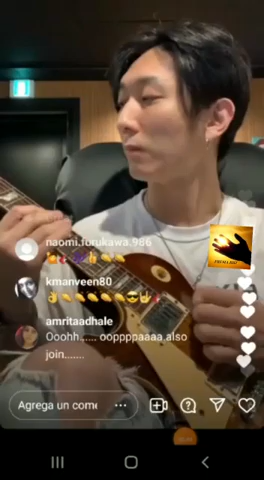 naomi.furukawa.986
kmanveen80
amritaadhale
Ooohh...... ooppppaaaa.also
join.......
Agrega un come